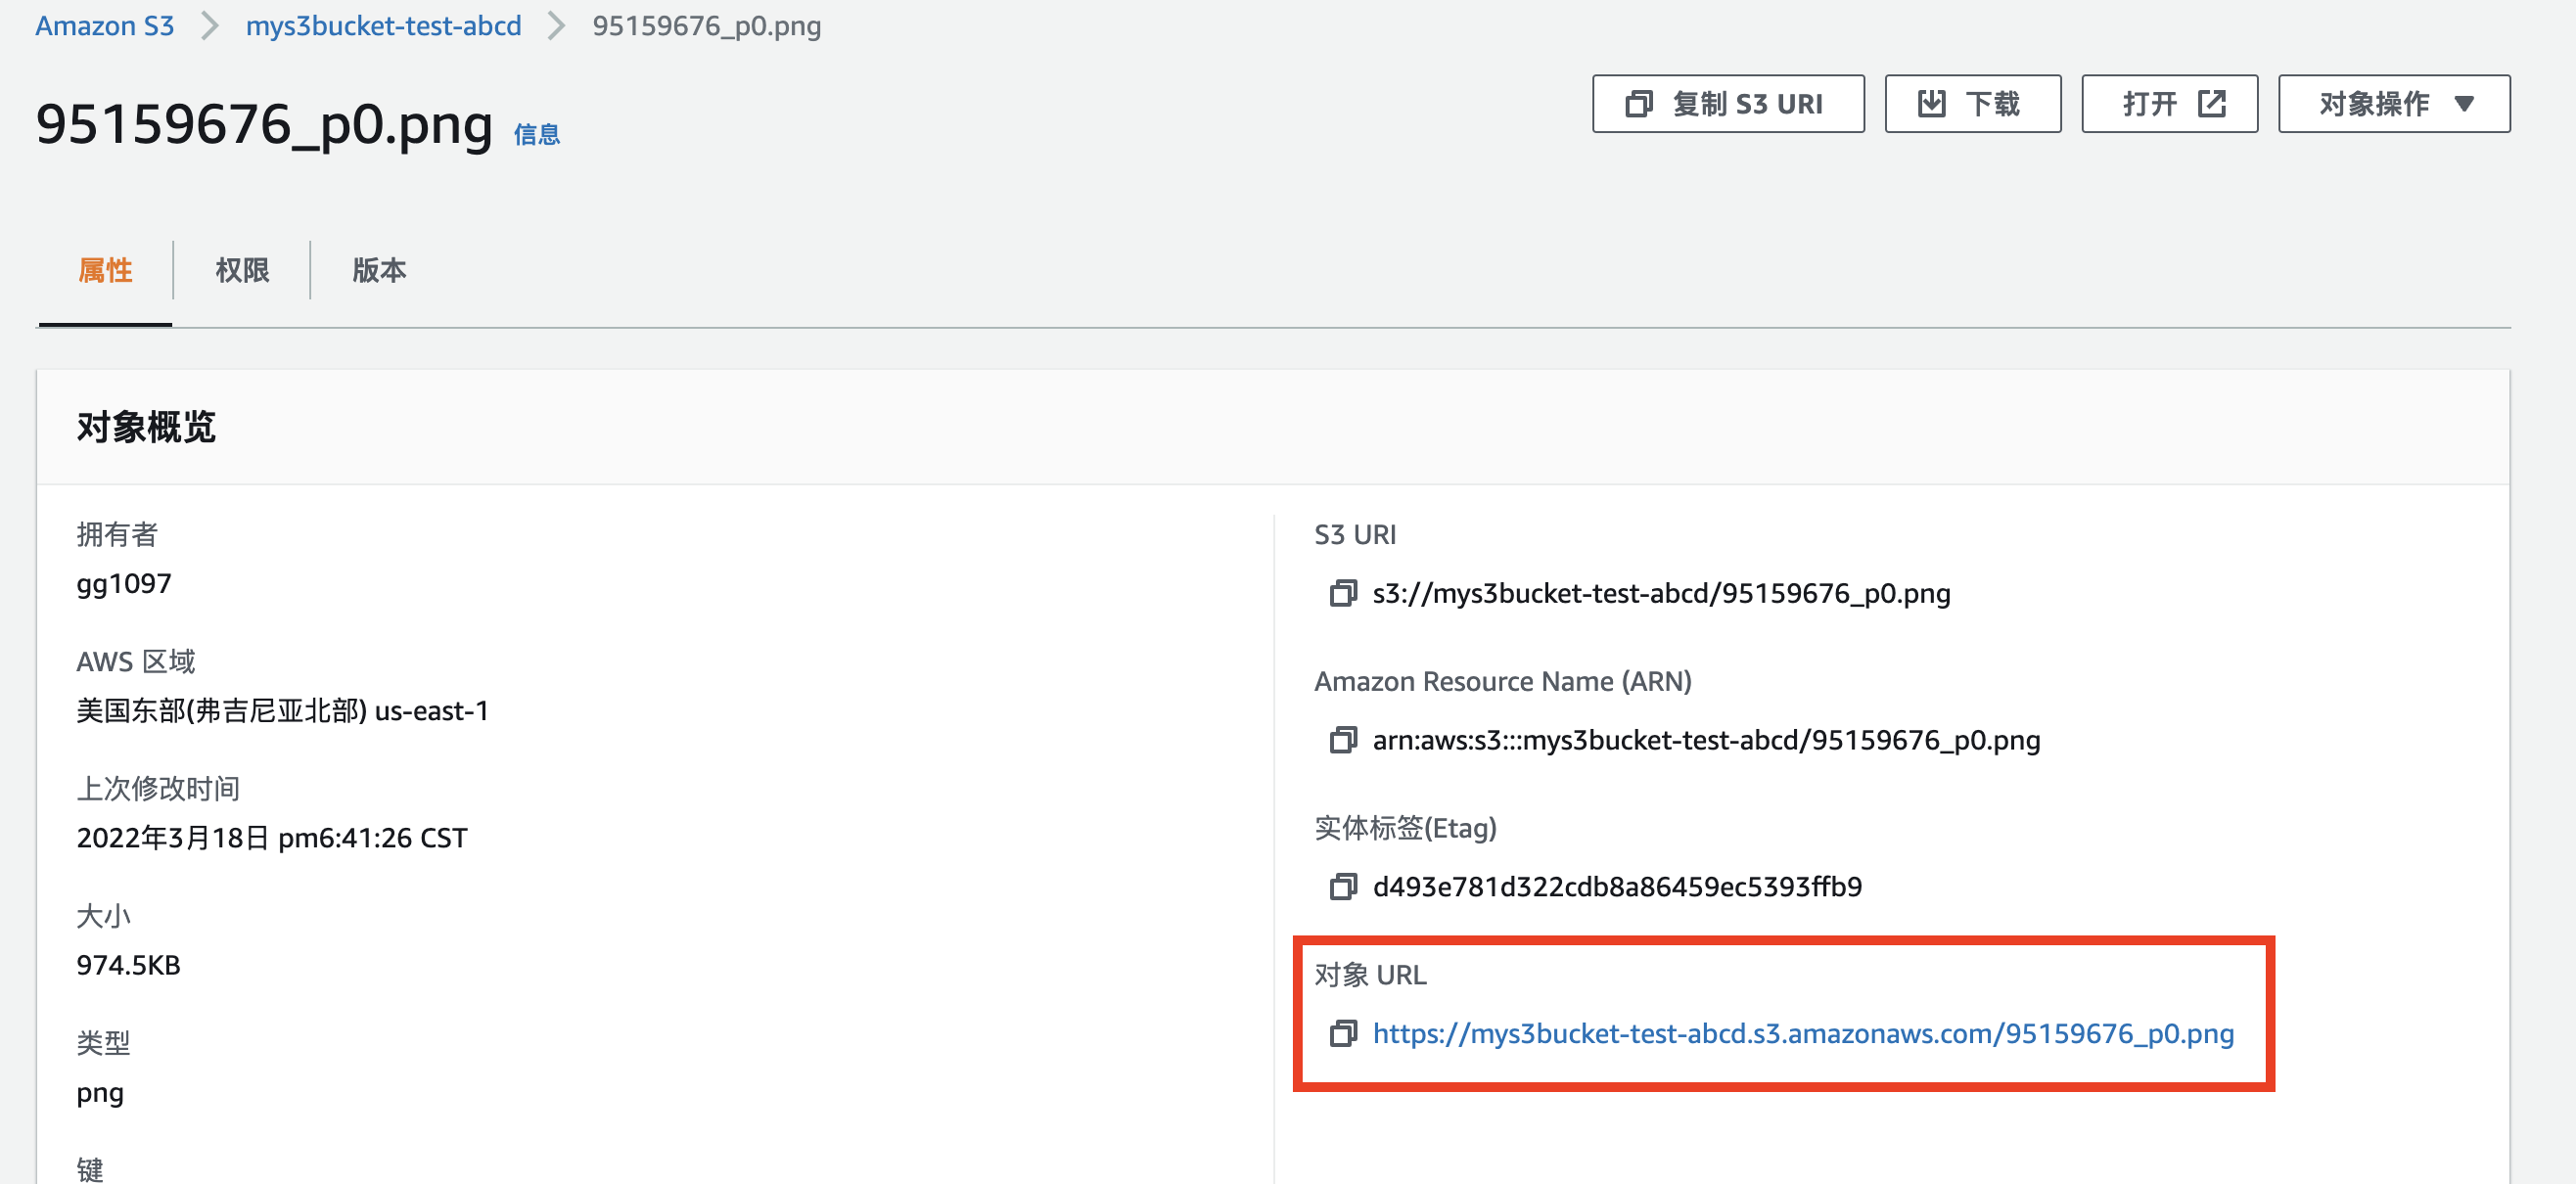 Amazon S3 > mys3bucket-test-abcd > 95159676_p0.png
95159676_p0.png 信息
复制 S3 URI
下载
打开
对象操作
属性
权限
版本
对象概览
拥有者
gg1097
AWS 区域
美国东部(弗吉尼亚北部) us-east-1
上次修改时间
2022年3月18日 pm6:41:26 CST
大小
974.5KB
类型
png
键
S3 URI
s3://mys3bucket-test-abcd/95159676_p0.png
Amazon Resource Name (ARN)
arn:aws:s3:::mys3bucket-test-abcd/95159676_p0.png
实体标签(Etag)
d493e781d322cdb8a86459ec5393ffb9
对象 URL
https://mys3bucket-test-abcd.s3.amazonaws.com/95159676_p0.png